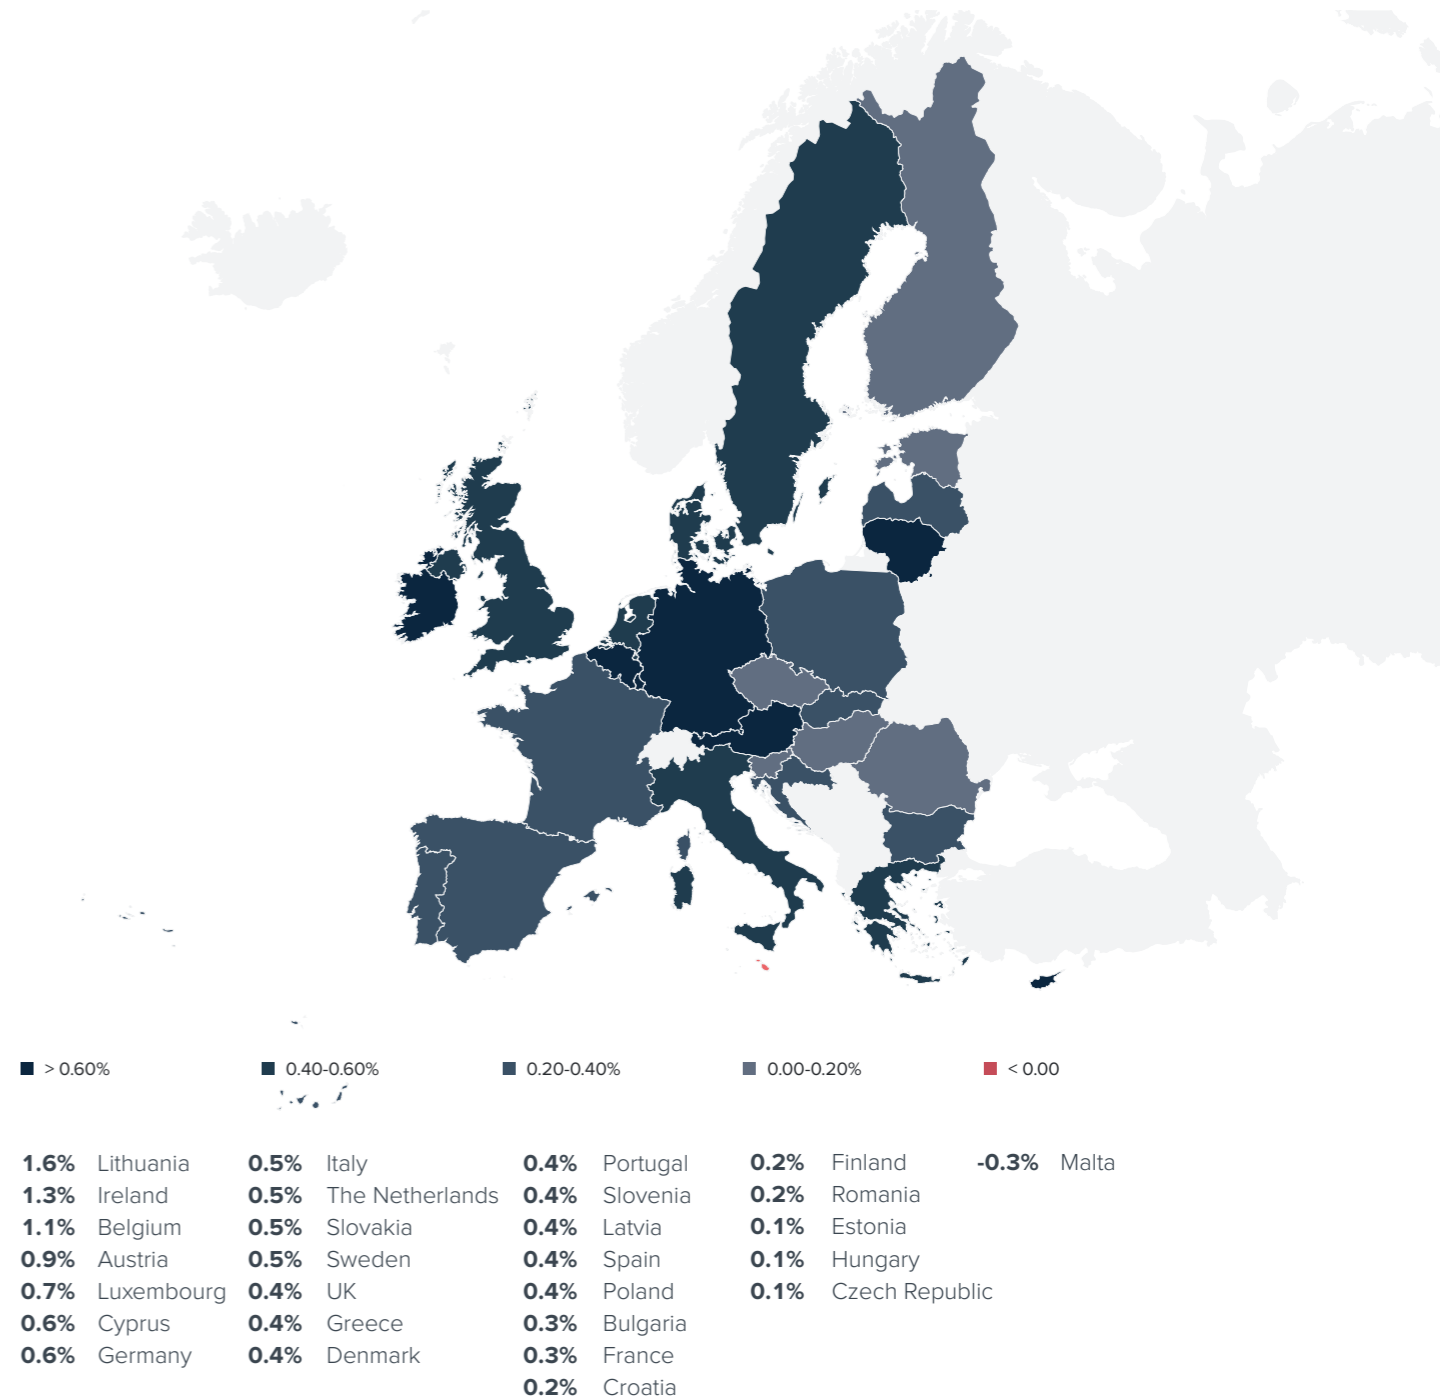 > 0.60%
0.40-0.60%
0.20-0.40%
0.00-0.20%
< 0.00
1.6% Lithuania
1.3% Ireland
1.1% Belgium
0.9% Austria
0.7% Luxembourg
0.6% Cyprus
0.6% Germany
0.5% Italy
0.5% The Netherlands
0.5% Slovakia
0.5% Sweden
0.4% UK
0.4% Greece
0.4% Denmark
0.4% Portugal
0.4% Slovenia
0.4% Latvia
0.4% Spain
0.4% Poland
0.3% Bulgaria
0.3% France
0.2% Croatia
0.2% Finland
0.2% Romania
0.1% Estonia
0.1% Hungary
0.1% Czech Republic
-0.3% Malta